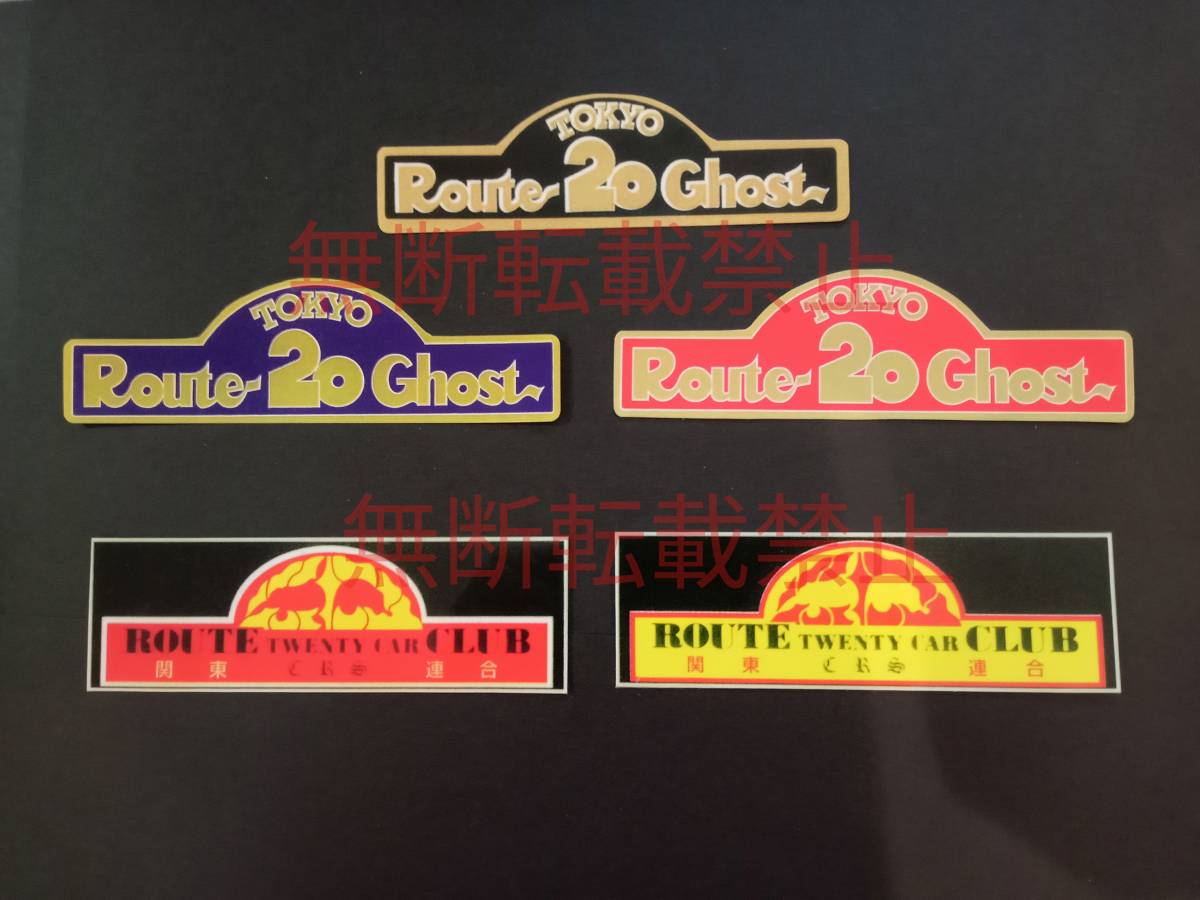 TOKYO
Route 20 Ghost
無断転載禁止
TOKYO
Route 20 Ghost
TOKYO
Route 20 Ghost
無断転載禁止
ROUTE TWENTY CAR CLUB
関東 CRS 連合
ROUTE TWENTY CAR CLUB
関東 CRS 連合